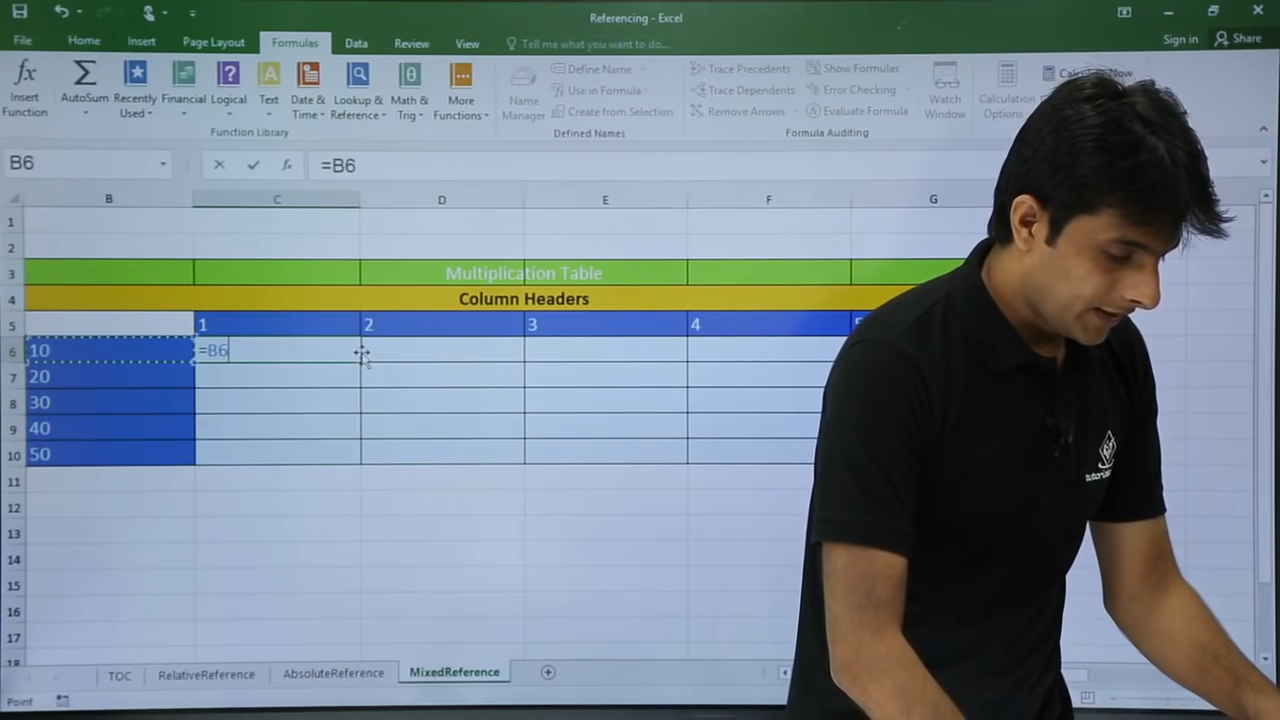 Referencing - Excel
File Home Insert Page Layout Formulas Data Review View Tell me what you want to do... Sign in Share
Insert Function
AutoSum
Recently Used
Financial
Logical
Text
Date & Time
Lookup & Reference
Math & Trig
More Functions
Function Library
Name Manager
Define Name
Use in Formula
Create from Selection
Defined Names
Trace Precedents
Trace Dependents
Remove Arrows
Show Formulas
Error Checking
Evaluate Formula
Formula Auditing
Watch Window
Calculation Options
B6 fx =B6
B C D E F G
1
2
3 Multiplication Table
4 Column Headers
5 1 2 3 4
6 10 =B6
7 20
8 30
9 40
10 50
11
12
13
14
15
16
17
18
TOC RelativeReference AbsoluteReference MixedReference
Point